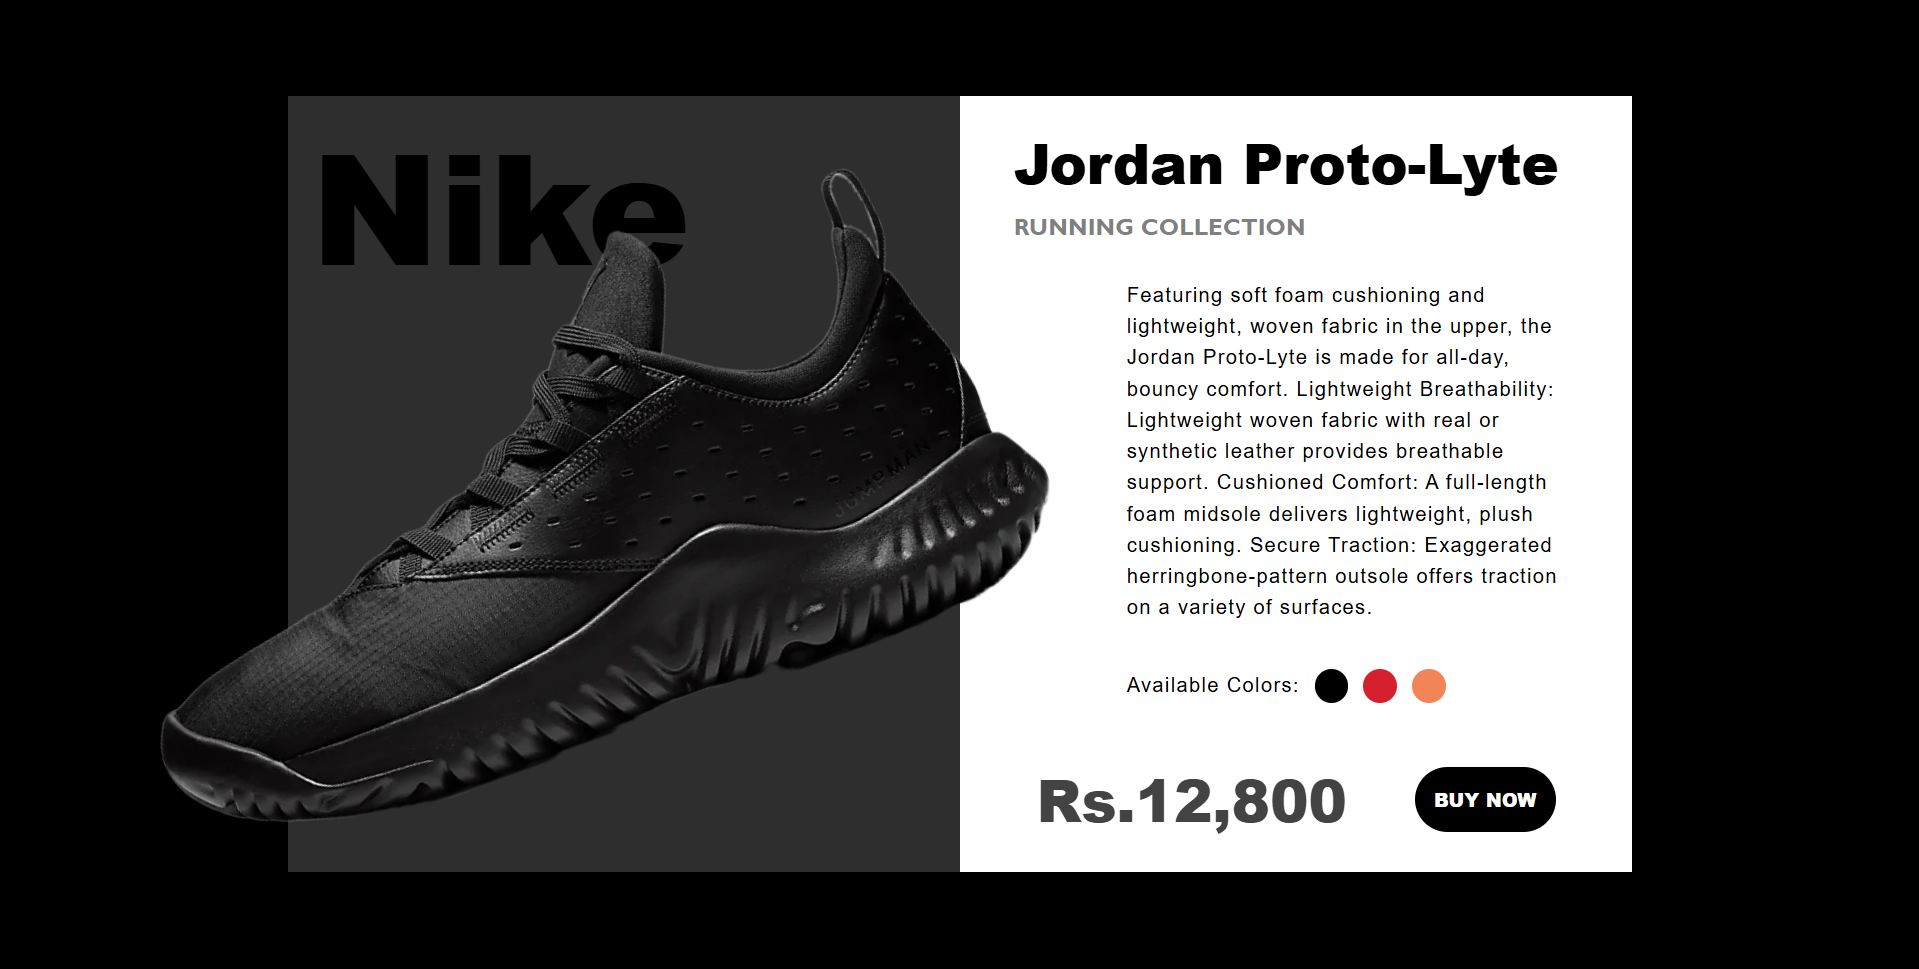 Nike
JUMPMAN
Jordan Proto-Lyte
RUNNING COLLECTION
Featuring soft foam cushioning and
lightweight, woven fabric in the upper, the
Jordan Proto-Lyte is made for all-day,
bouncy comfort. Lightweight Breathability:
Lightweight woven fabric with real or
synthetic leather provides breathable
support. Cushioned Comfort: A full-length
foam midsole delivers lightweight, plush
cushioning. Secure Traction: Exaggerated
herringbone-pattern outsole offers traction
on a variety of surfaces.
Available Colors:
Rs.12,800
BUY NOW